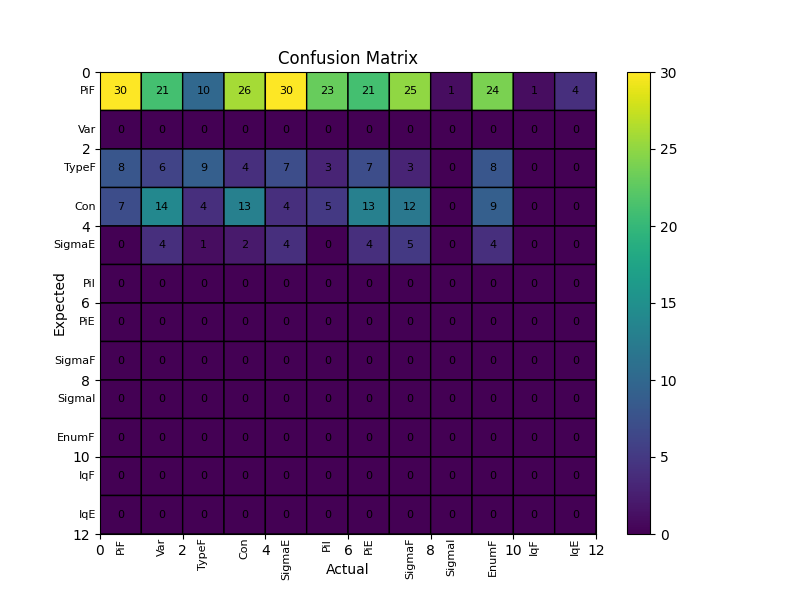 Confusion Matrix
0
PiF 30 21 10 26 30 23 21 25 1 24 1 4
Var 0 0 0 0 0 0 0 0 0 0 0 0
2
TypeF 8 6 9 4 7 3 7 3 0 8 0 0
Con 7 14 4 13 4 5 13 12 0 9 0 0
4
SigmaE 0 4 1 2 4 0 4 5 0 4 0 0
PiI 0 0 0 0 0 0 0 0 0 0 0 0
6
PiE 0 0 0 0 0 0 0 0 0 0 0 0
SigmaF 0 0 0 0 0 0 0 0 0 0 0 0
8
SigmaI 0 0 0 0 0 0 0 0 0 0 0 0
EnumF 0 0 0 0 0 0 0 0 0 0 0 0
10
IqF 0 0 0 0 0 0 0 0 0 0 0 0
IqE 0 0 0 0 0 0 0 0 0 0 0 0
12
Expected
0 2 4 6 8 10 12
PiF Var TypeF Con SigmaE PiI PiE SigmaF SigmaI EnumF IqF IqE
Actual
30
25
20
15
10
5
0